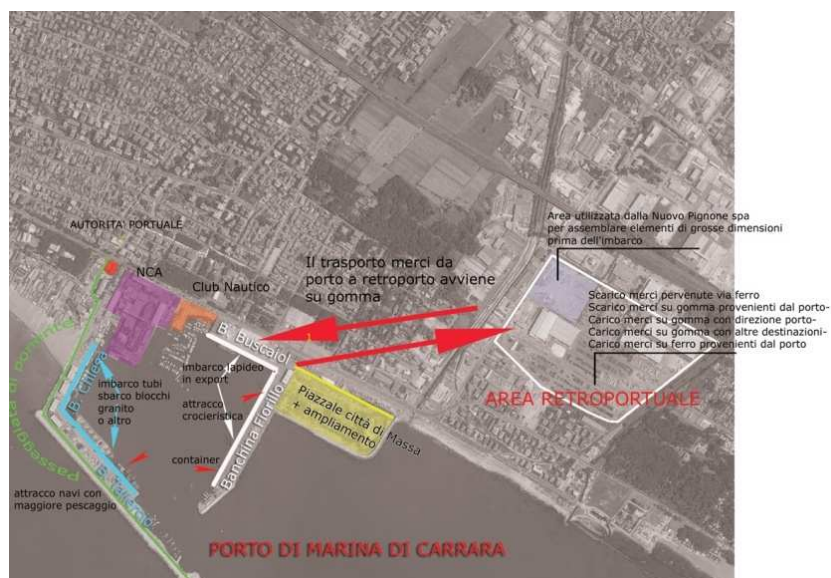 Area utilizzata dalla Nuovo Pignone spa
per assemblare elementi di grosse dimensioni
prima dell'imbarco
AUTORITA' PORTUALE
NCA
Club Nautico
Il trasporto merci da
porto a retroporto avviene
su gomma
Scarico merci pervenute via ferro
Scarico merci su gomma provenienti dal porto-
Carico merci su gomma con direzione porto-
Carico merci su gomma con altre destinazioni-
Carico merci su ferro provenienti dal porto
AREA RETROPORTUALE
B. Buscaiol
passeggiata di ponente
B. Chiesa
imbarco tubi
sbarco blocchi
granito
o altro
imbarco lapideo
in export
attracco
crocieristica
container
Banchina Fiorillo
Piazzale città di Massa
+ ampliamento
attracco navi con
maggiore pescaggio
PORTO DI MARINA DI CARRARA